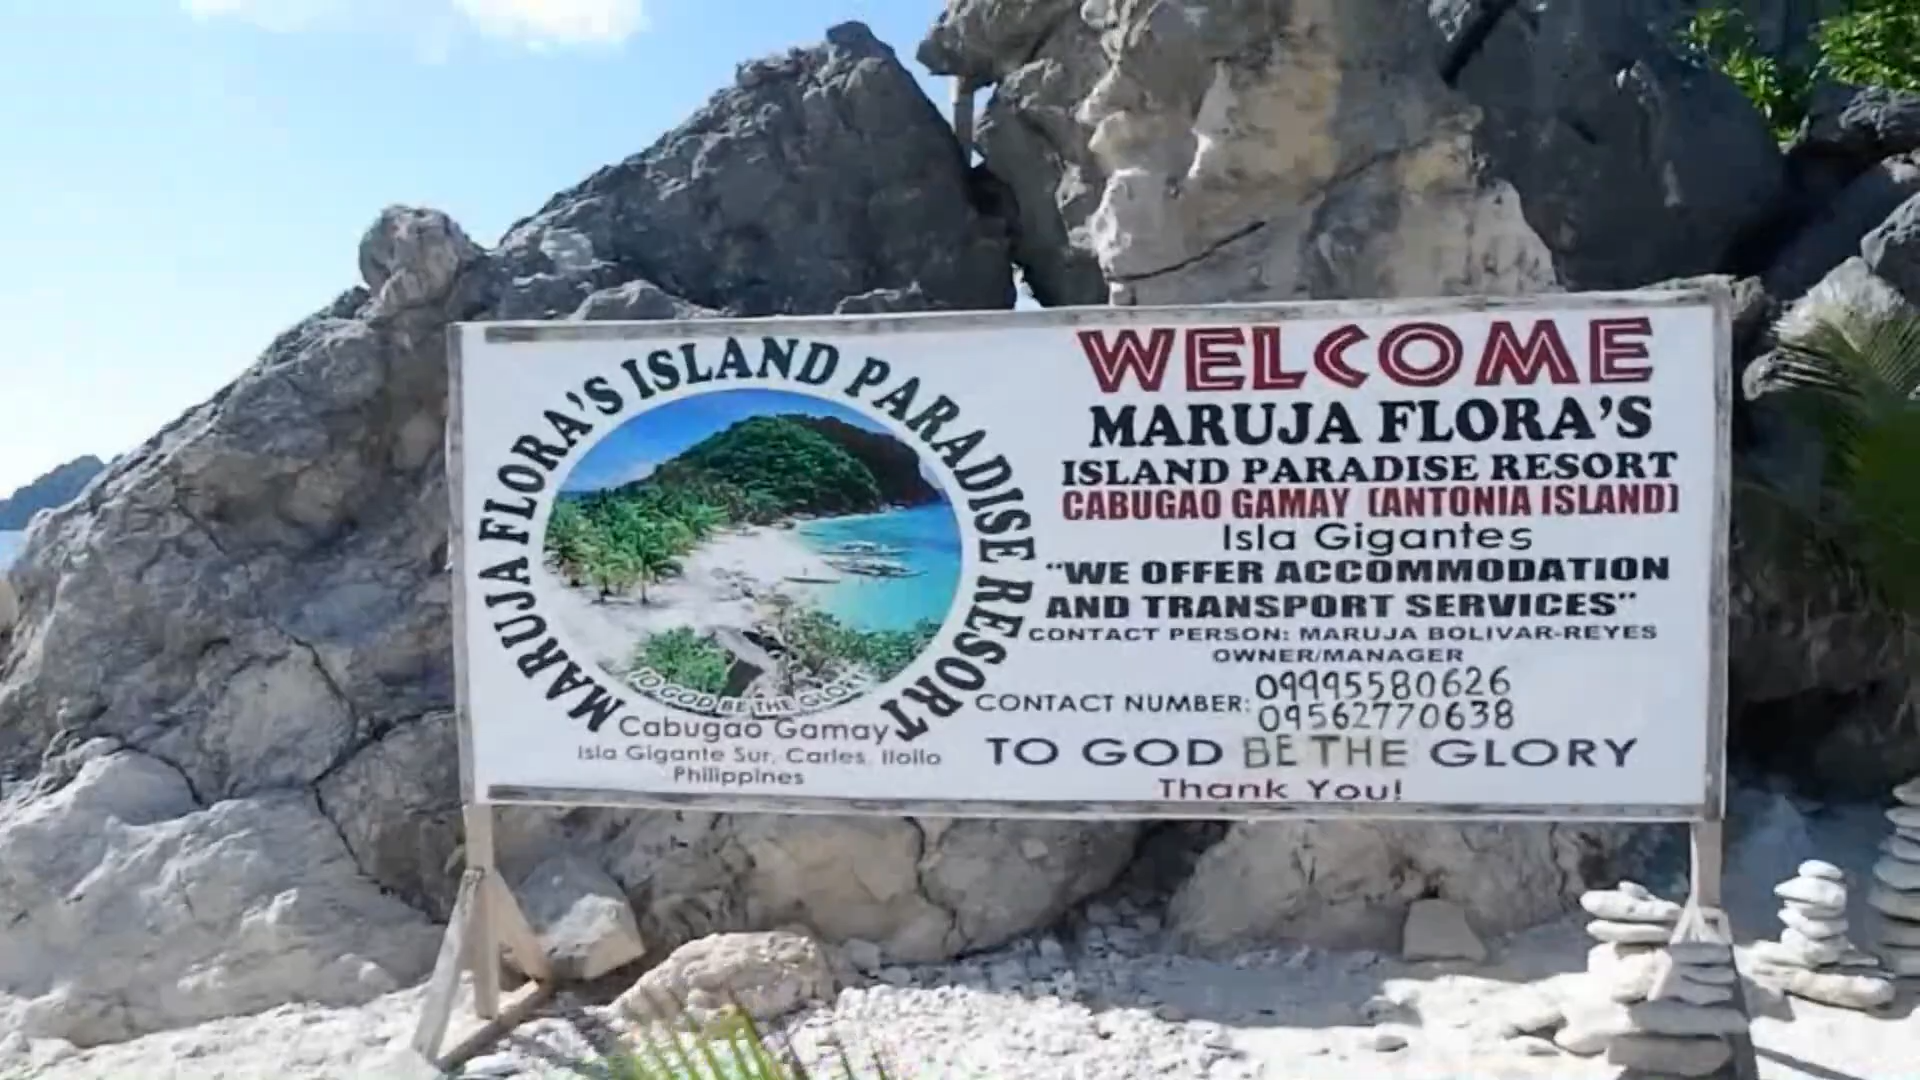 MARUJA FLORA'S ISLAND PARADISE RESORT
TO GOD BE THE GLORY
Cabugao Gamay
Isla Gigante Sur, Carles, Iloilo
Philippines
WELCOME
MARUJA FLORA'S
ISLAND PARADISE RESORT
CABUGAO GAMAY (ANTONIA ISLAND)
Isla Gigantes
"WE OFFER ACCOMMODATION
AND TRANSPORT SERVICES"
CONTACT PERSON: MARUJA BOLIVAR-REYES
OWNER/MANAGER
CONTACT NUMBER: 09995580626
09562770638
TO GOD BE THE GLORY
Thank You!